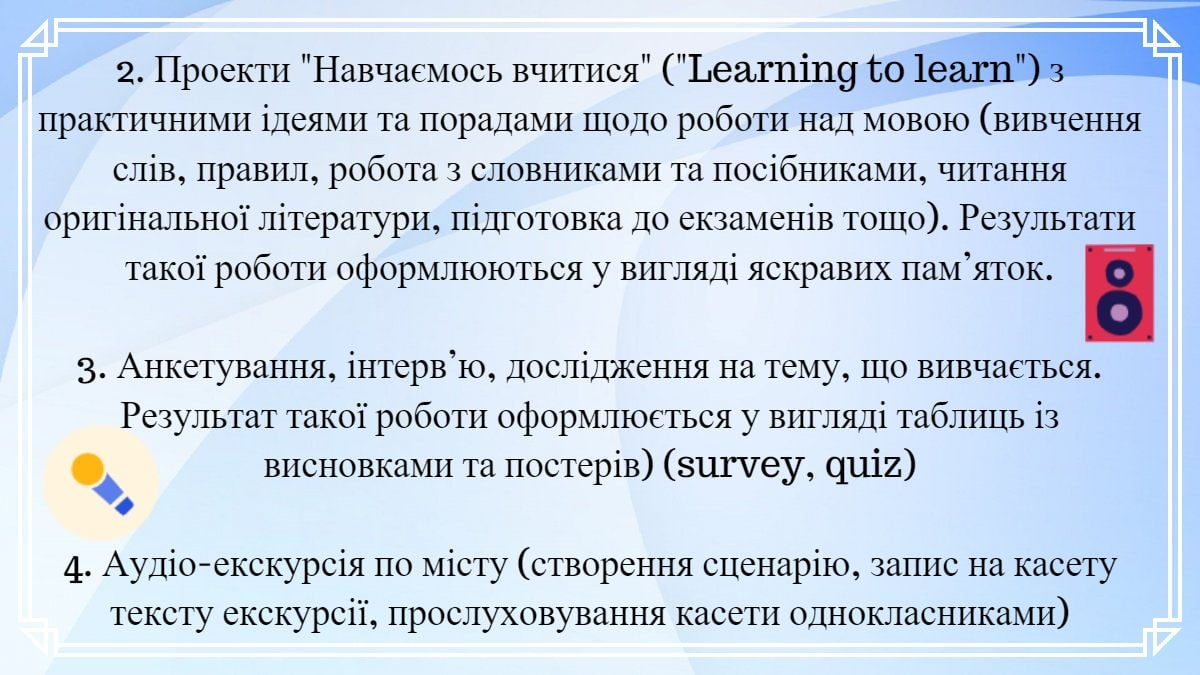 2. Проекти "Навчаємось вчитися" ("Learning to learn") з
практичними ідеями та порадами щодо роботи над мовою (вивчення
слів, правил, робота з словниками та посібниками, читання
оригінальної літератури, підготовка до екзаменів тощо). Результати
такої роботи оформлюються у вигляді яскравих пам’яток.
3. Анкетування, інтерв’ю, дослідження на тему, що вивчається.
Результат такої роботи оформлюється у вигляді таблиць із
висновками та постерів) (survey, quiz)
4. Аудіо-екскурсія по місту (створення сценарію, запис на касету
тексту екскурсії, прослуховування касети однокласниками)